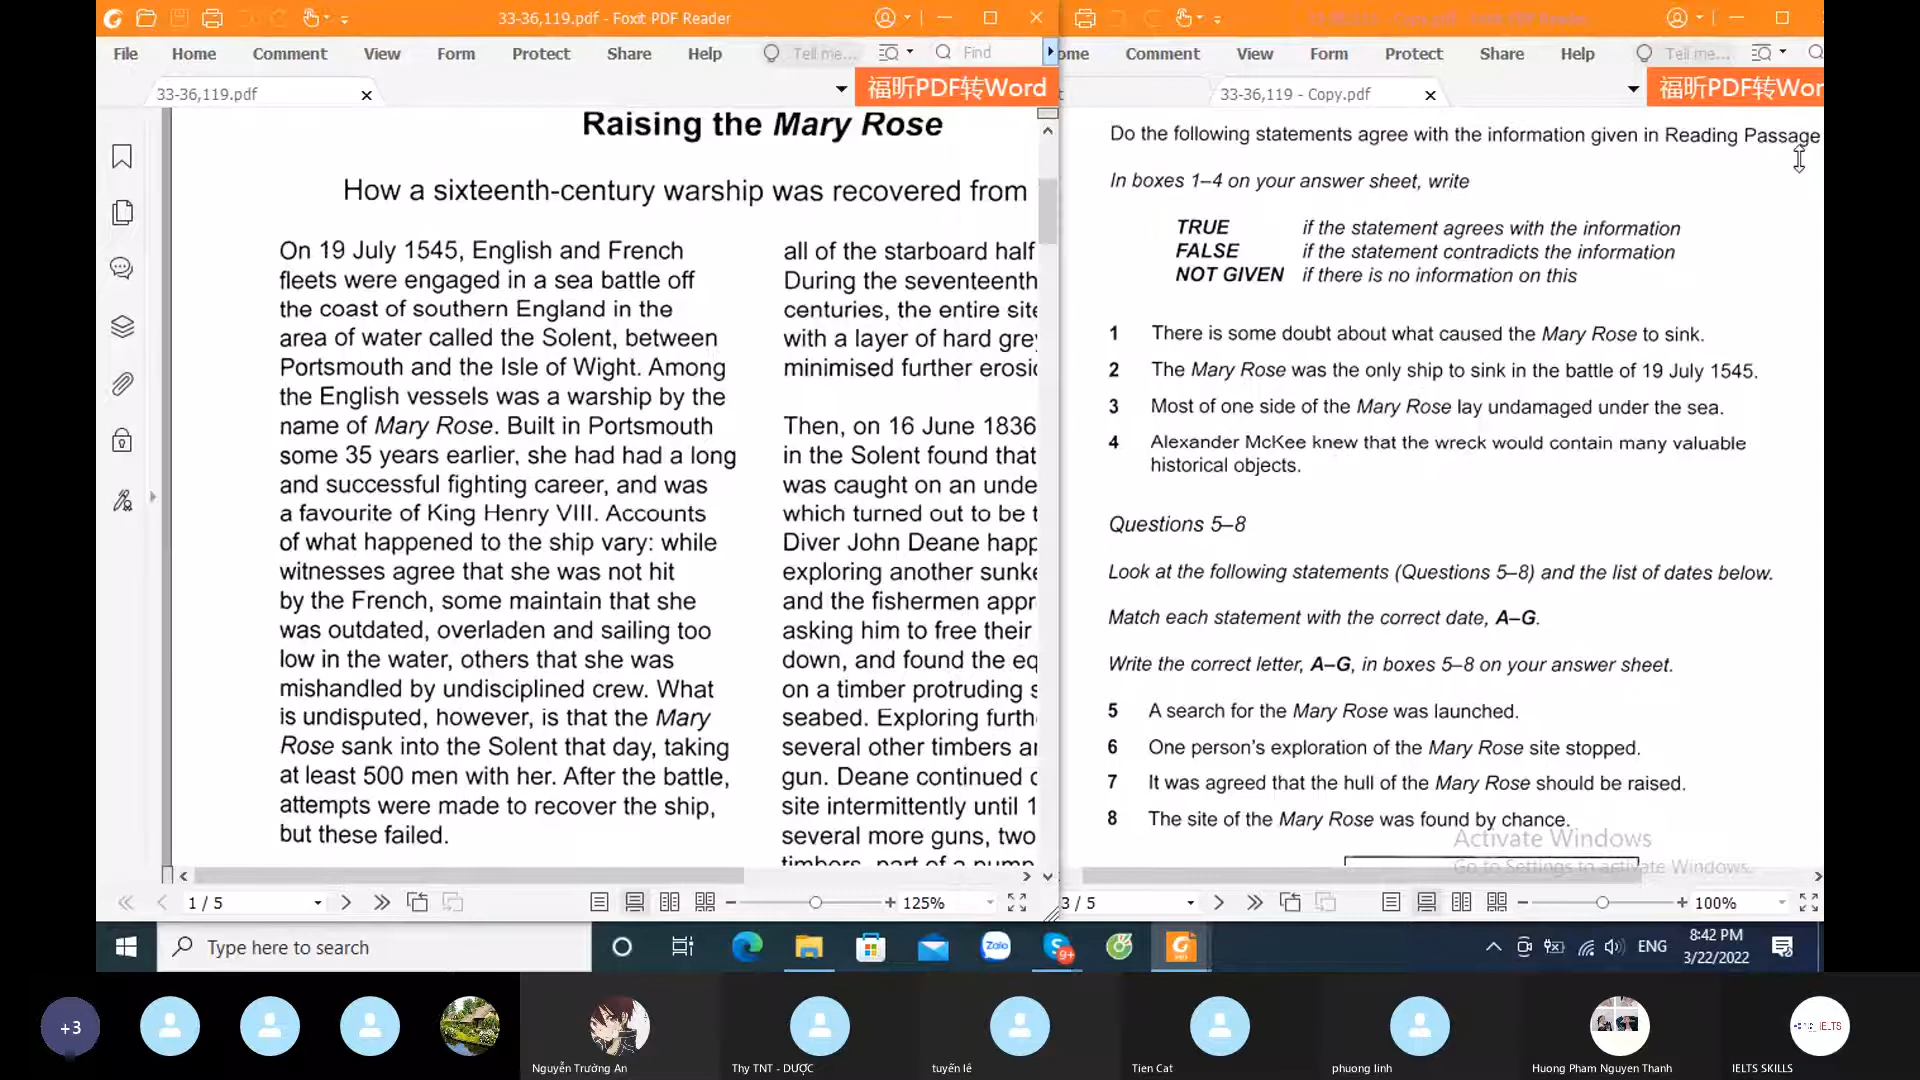 33-36,119.pdf - Foxit PDF Reader
File Home Comment View Form Protect Share Help Tell me... Find
33-36,119.pdf
福昕PDF转Word
Raising the Mary Rose
How a sixteenth-century warship was recovered from
On 19 July 1545, English and French
fleets were engaged in a sea battle off
the coast of southern England in the
area of water called the Solent, between
Portsmouth and the Isle of Wight. Among
the English vessels was a warship by the
name of Mary Rose. Built in Portsmouth
some 35 years earlier, she had had a long
and successful fighting career, and was
a favourite of King Henry VIII. Accounts
of what happened to the ship vary: while
witnesses agree that she was not hit
by the French, some maintain that she
was outdated, overladen and sailing too
low in the water, others that she was
mishandled by undisciplined crew. What
is undisputed, however, is that the Mary
Rose sank into the Solent that day, taking
at least 500 men with her. After the battle,
attempts were made to recover the ship,
but these failed.
all of the starboard half
During the seventeenth
centuries, the entire site
with a layer of hard grey
minimised further erosio
Then, on 16 June 1836
in the Solent found that
was caught on an unde
which turned out to be t
Diver John Deane happ
exploring another sunke
and the fishermen appr
asking him to free their
down, and found the eq
on a timber protruding s
seabed. Exploring furth
several other timbers an
gun. Deane continued o
site intermittently until 1
several more guns, two
timbers, part of a pump
1 / 5
125%
33-36,119 - Copy.pdf - Foxit PDF Reader
ome Comment View Form Protect Share Help Tell me...
t
33-36,119 - Copy.pdf
福昕PDF转Wor
Do the following statements agree with the information given in Reading Passage
In boxes 1–4 on your answer sheet, write
TRUE if the statement agrees with the information
FALSE if the statement contradicts the information
NOT GIVEN if there is no information on this
1 There is some doubt about what caused the Mary Rose to sink.
2 The Mary Rose was the only ship to sink in the battle of 19 July 1545.
3 Most of one side of the Mary Rose lay undamaged under the sea.
4 Alexander McKee knew that the wreck would contain many valuable
historical objects.
Questions 5–8
Look at the following statements (Questions 5–8) and the list of dates below.
Match each statement with the correct date, A–G.
Write the correct letter, A–G, in boxes 5–8 on your answer sheet.
5 A search for the Mary Rose was launched.
6 One person's exploration of the Mary Rose site stopped.
7 It was agreed that the hull of the Mary Rose should be raised.
8 The site of the Mary Rose was found by chance.
Activate Windows
Go to Settings to activate Windows.
3 / 5
100%
Type here to search
Zalo
9+
ENG
8:42 PM
3/22/2022
+3
Nguyễn Trường An
Thy TNT - DƯỢC
tuyến lê
Tien Cat
phuong linh
Huong Pham Nguyen Thanh
IELTS
IELTS SKILLS